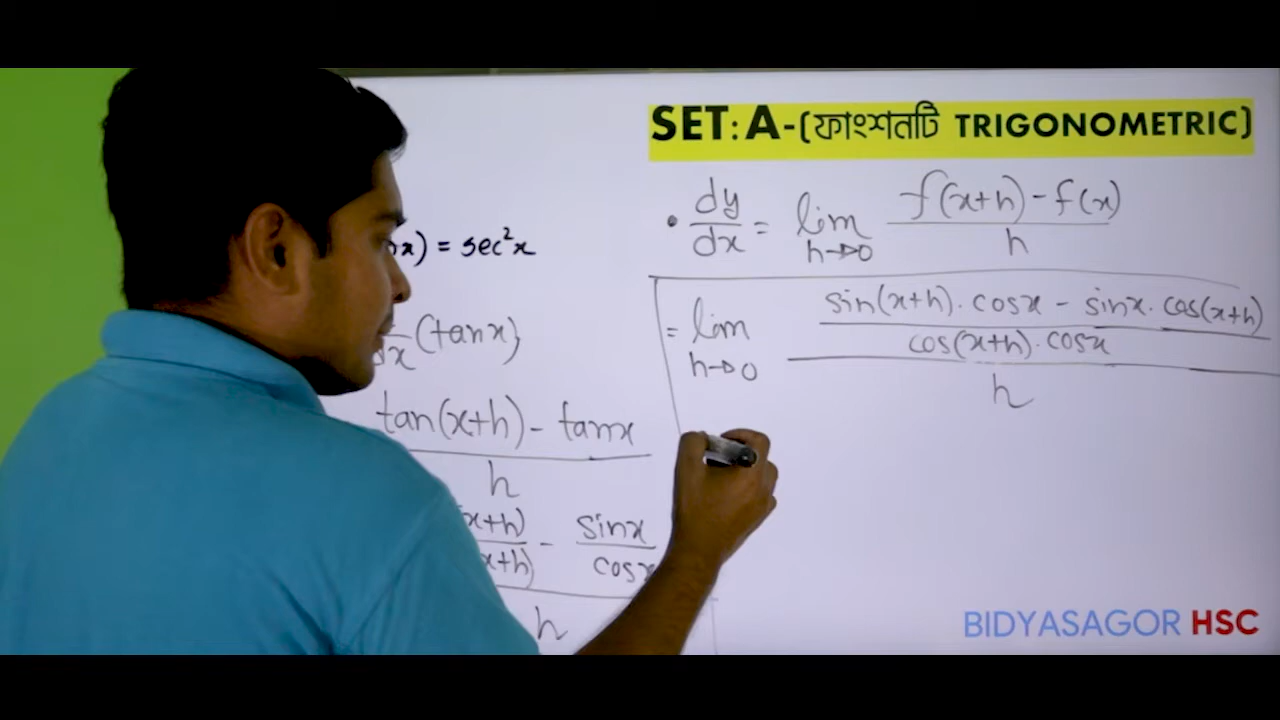 SET: A-(ফাংশনটি TRIGONOMETRIC)
x) = sec²x
dx (tanx)
tan(x+h) - tanx
h
x+h) - sinx
x+h) cosx
h
• dy/dx = lim h→0 f(x+h) - f(x)
h
= lim h→0 sin(x+h). cosx - sinx. cos(x+h)
cos(x+h). cosx
h
BIDYASAGOR HSC